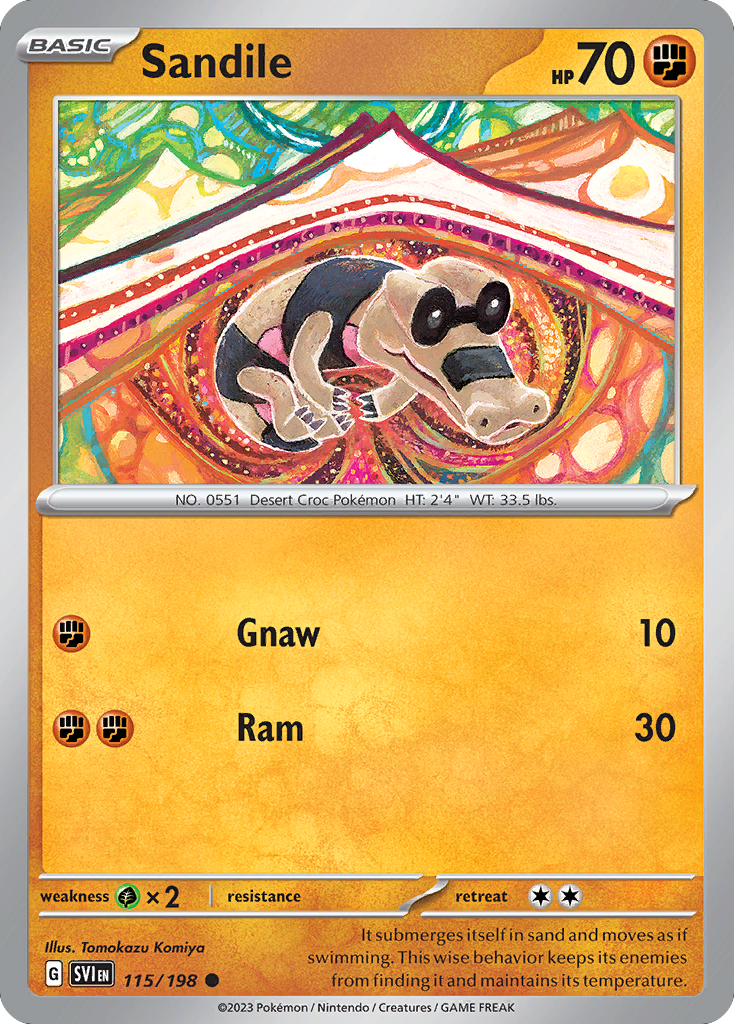 BASIC
Sandile
HP 70
NO. 0551 Desert Croc Pokémon HT: 2'4" WT: 33.5 lbs.
Gnaw 10
Ram 30
weakness ×2 resistance retreat
Illus. Tomokazu Komiya
It submerges itself in sand and moves as if
swimming. This wise behavior keeps its enemies
from finding it and maintains its temperature.
G SVI EN 115/198
©2023 Pokémon / Nintendo / Creatures / GAME FREAK